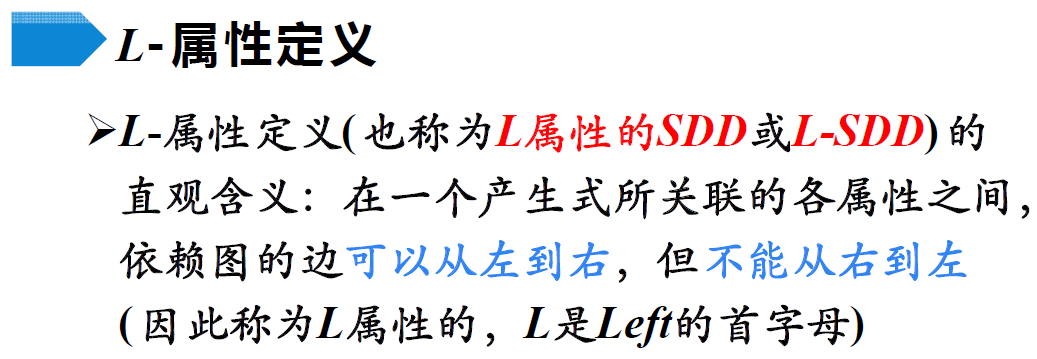 L-属性定义
➢L-属性定义(也称为L属性的SDD或L-SDD)的
直观含义：在一个产生式所关联的各属性之间，
依赖图的边可以从左到右，但不能从右到左
(因此称为L属性的，L是Left的首字母)